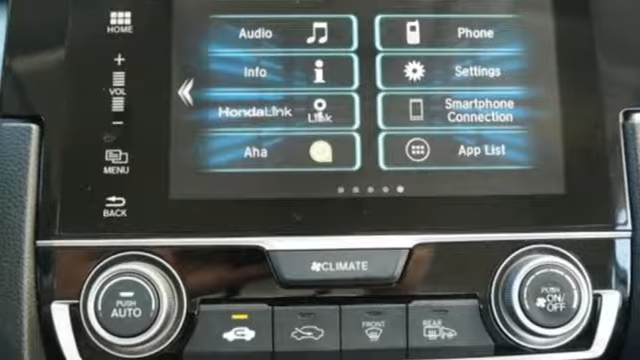 HOME
Audio
Phone
Info
Settings
VOL
HondaLink
Link
Smartphone
Connection
Aha
App List
MENU
BACK
CLIMATE
PUSH
AUTO
FRONT
REAR
PUSH
ON/
OFF